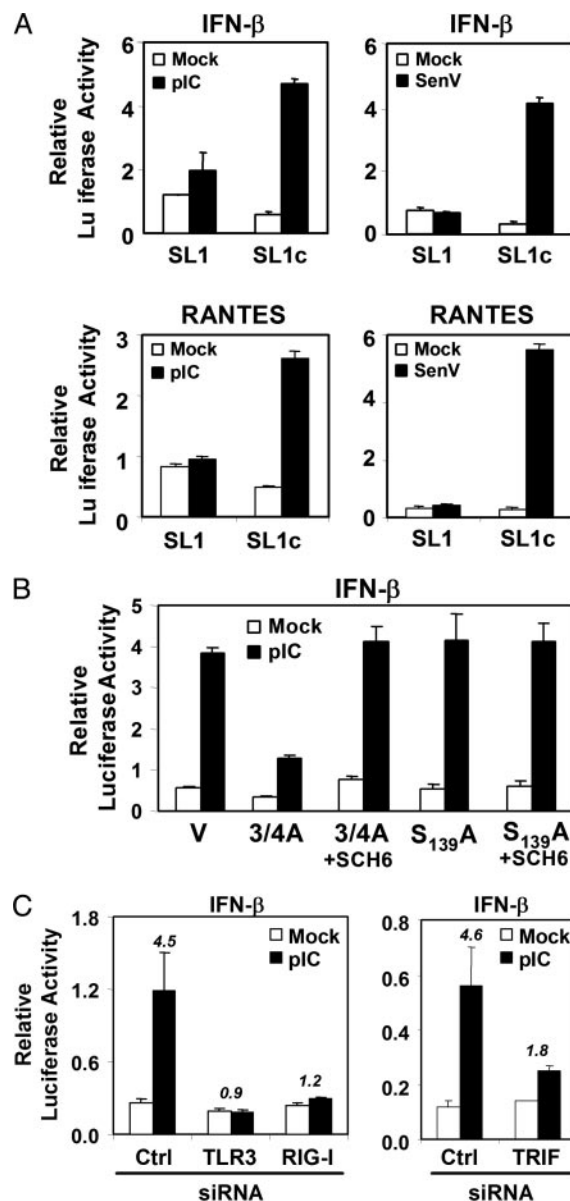 A
IFN-β
IFN-β
Relative
Lu iferase Activity
6
4
2
0
Mock
pIC
SL1 SL1c
6
4
2
0
Mock
SenV
SL1 SL1c
RANTES
RANTES
Relative
Lu iferase Activity
3
2
1
0
Mock
pIC
SL1 SL1c
6
4
2
0
Mock
SenV
SL1 SL1c
B
IFN-β
Relative
Luciferase Activity
5
4
3
2
1
0
Mock
pIC
V 3/4A 3/4A S139A S139A
+SCH6 +SCH6
C
IFN-β
IFN-β
Relative
Luciferase Activity
1.8
1.2
0.6
0.0
4.5
Mock
pIC
0.9
1.2
Ctrl TLR3 RIG-I
siRNA
0.8
0.6
0.4
0.2
0.0
4.6
Mock
pIC
1.8
Ctrl TRIF
siRNA